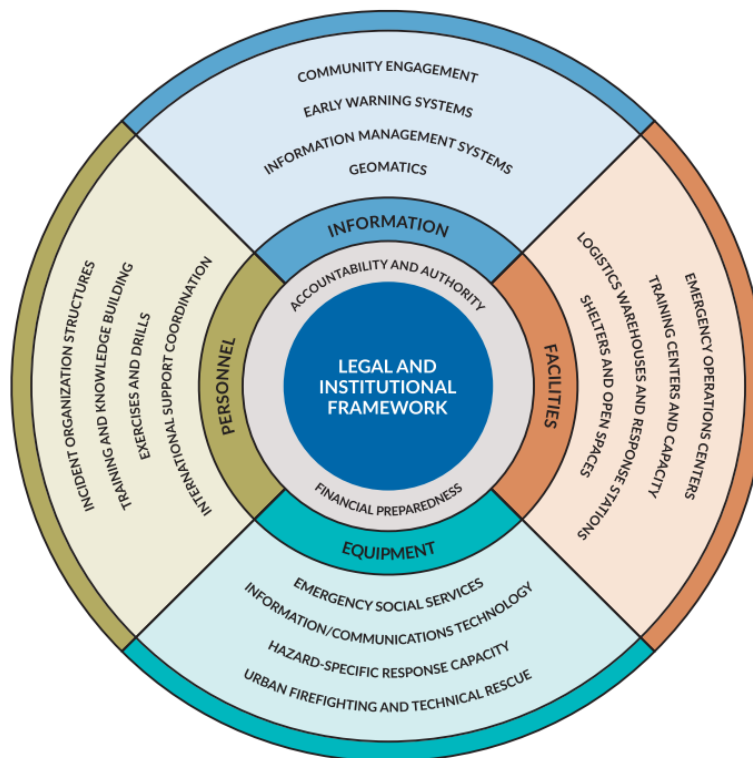 COMMUNITY ENGAGEMENT
EARLY WARNING SYSTEMS
INFORMATION MANAGEMENT SYSTEMS
GEOMATICS
INFORMATION
ACCOUNTABILITY AND AUTHORITY
LEGAL AND
INSTITUTIONAL
FRAMEWORK
FINANCIAL PREPAREDNESS
PERSONNEL
INCIDENT ORGANIZATION STRUCTURES
TRAINING AND KNOWLEDGE BUILDING
EXERCISES AND DRILLS
INTERNATIONAL SUPPORT COORDINATION
FACILITIES
EMERGENCY OPERATIONS CENTERS
TRAINING CENTERS AND CAPACITY
LOGISTICS WAREHOUSES AND RESPONSE STATIONS
SHELTERS AND OPEN SPACES
EQUIPMENT
EMERGENCY SOCIAL SERVICES
INFORMATION/COMMUNICATIONS TECHNOLOGY
HAZARD-SPECIFIC RESPONSE CAPACITY
URBAN FIREFIGHTING AND TECHNICAL RESCUE